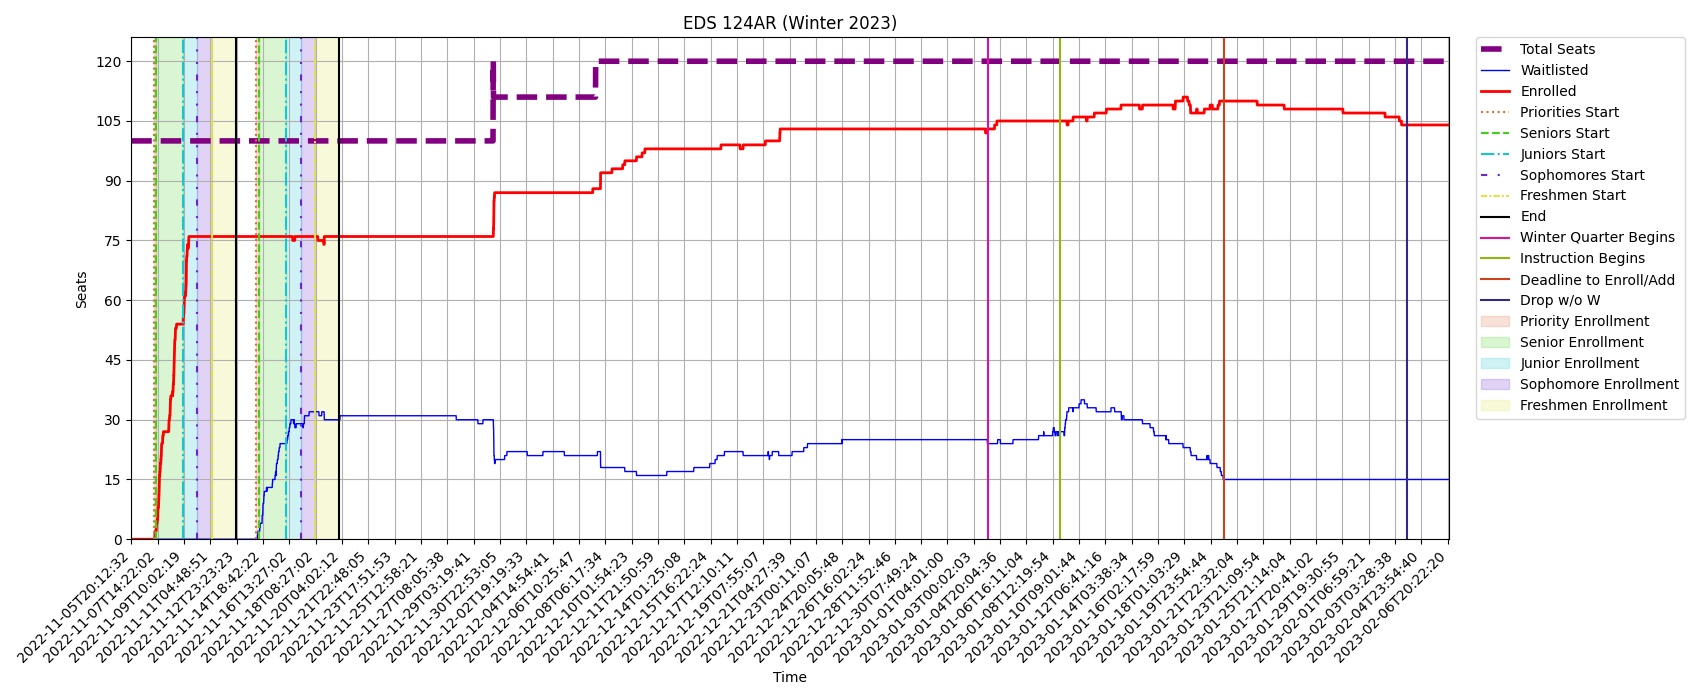 EDS 124AR (Winter 2023)
Seats
120
105
90
75
60
45
30
15
0
Total Seats
Waitlisted
Enrolled
Priorities Start
Seniors Start
Juniors Start
Sophomores Start
Freshmen Start
End
Winter Quarter Begins
Instruction Begins
Deadline to Enroll/Add
Drop w/o W
Priority Enrollment
Senior Enrollment
Junior Enrollment
Sophomore Enrollment
Freshmen Enrollment
2022-11-05T20:12:32
2022-11-07T14:22:02
2022-11-09T10:02:19
2022-11-11T04:48:51
2022-11-12T23:23:23
2022-11-14T18:42:22
2022-11-16T13:27:02
2022-11-18T08:27:02
2022-11-20T04:02:12
2022-11-21T22:48:05
2022-11-23T17:51:53
2022-11-25T12:58:21
2022-11-27T08:05:38
2022-11-29T03:19:41
2022-11-30T22:53:05
2022-12-02T19:19:33
2022-12-04T14:54:41
2022-12-06T10:25:47
2022-12-08T06:17:34
2022-12-10T01:54:23
2022-12-11T21:50:59
2022-12-14T01:25:08
2022-12-15T16:22:24
2022-12-17T12:10:11
2022-12-19T07:55:07
2022-12-21T04:27:39
2022-12-23T00:11:07
2022-12-24T20:05:48
2022-12-26T16:02:24
2022-12-28T11:52:46
2022-12-30T07:49:24
2023-01-01T04:01:00
2023-01-03T00:02:03
2023-01-04T20:04:36
2023-01-06T16:11:04
2023-01-08T12:19:54
2023-01-10T09:01:44
2023-01-12T06:41:16
2023-01-14T03:38:34
2023-01-16T02:17:59
2023-01-18T01:03:29
2023-01-19T23:54:44
2023-01-21T22:32:04
2023-01-23T21:09:54
2023-01-25T21:14:04
2023-01-27T20:41:02
2023-01-29T19:30:55
2023-02-01T06:59:21
2023-02-03T03:28:38
2023-02-04T23:54:40
2023-02-06T20:22:20
Time